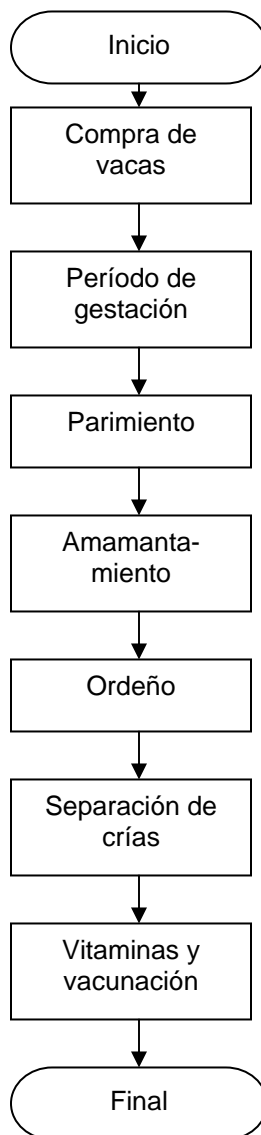 Inicio
Compra de
vacas
Período de
gestación
Parimiento
Amamanta-
miento
Ordeño
Separación de
crías
Vitaminas y
vacunación
Final